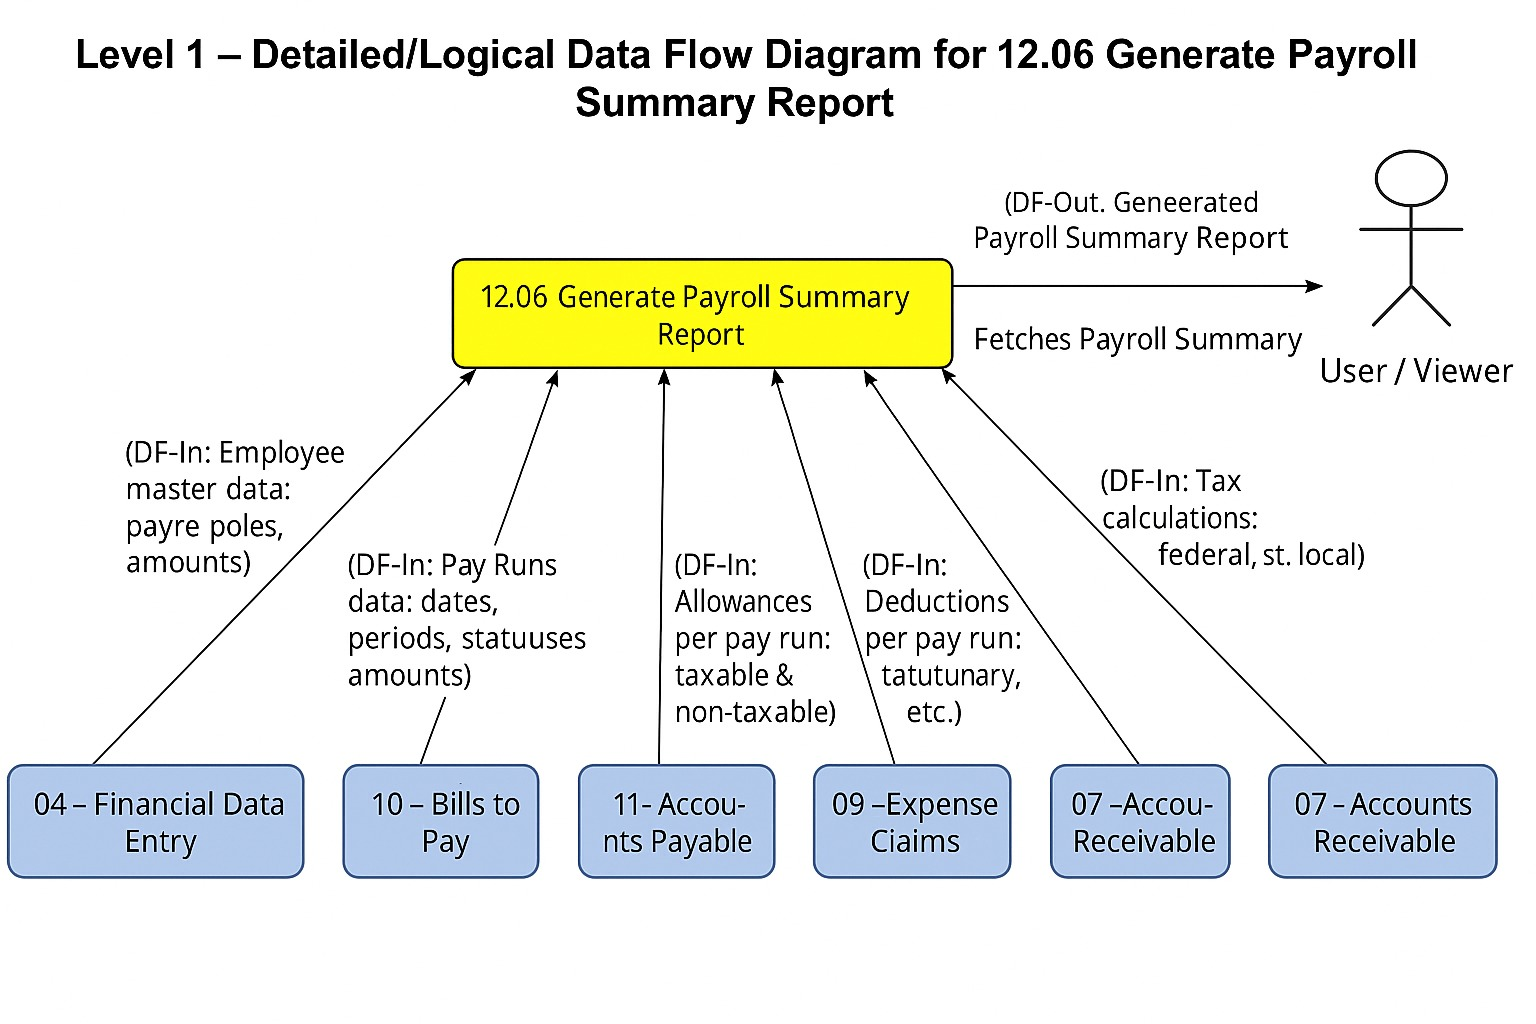 Level 1 – Detailed/Logical Data Flow Diagram for 12.06 Generate Payroll
Summary Report
(DF-Out. Geneerated
Payroll Summary Report
12.06 Generate Payroll Summary
Report
Fetches Payroll Summary
User / Viewer
(DF-In: Employee
master data:
payre poles,
amounts)
(DF-In: Pay Runs
data: dates,
periods, statuuses
amounts)
(DF-In:
Allowances
per pay run:
taxable &
non-taxable)
(DF-In:
Deductions
per pay run:
tatutunary,
etc.)
(DF-In: Tax
calculations:
federal, st. local)
04 – Financial Data
Entry
10 – Bills to
Pay
11- Accou-
nts Payable
09 –Expense
Ciaims
07 –Accou-
Receivable
07 – Accounts
Receivable